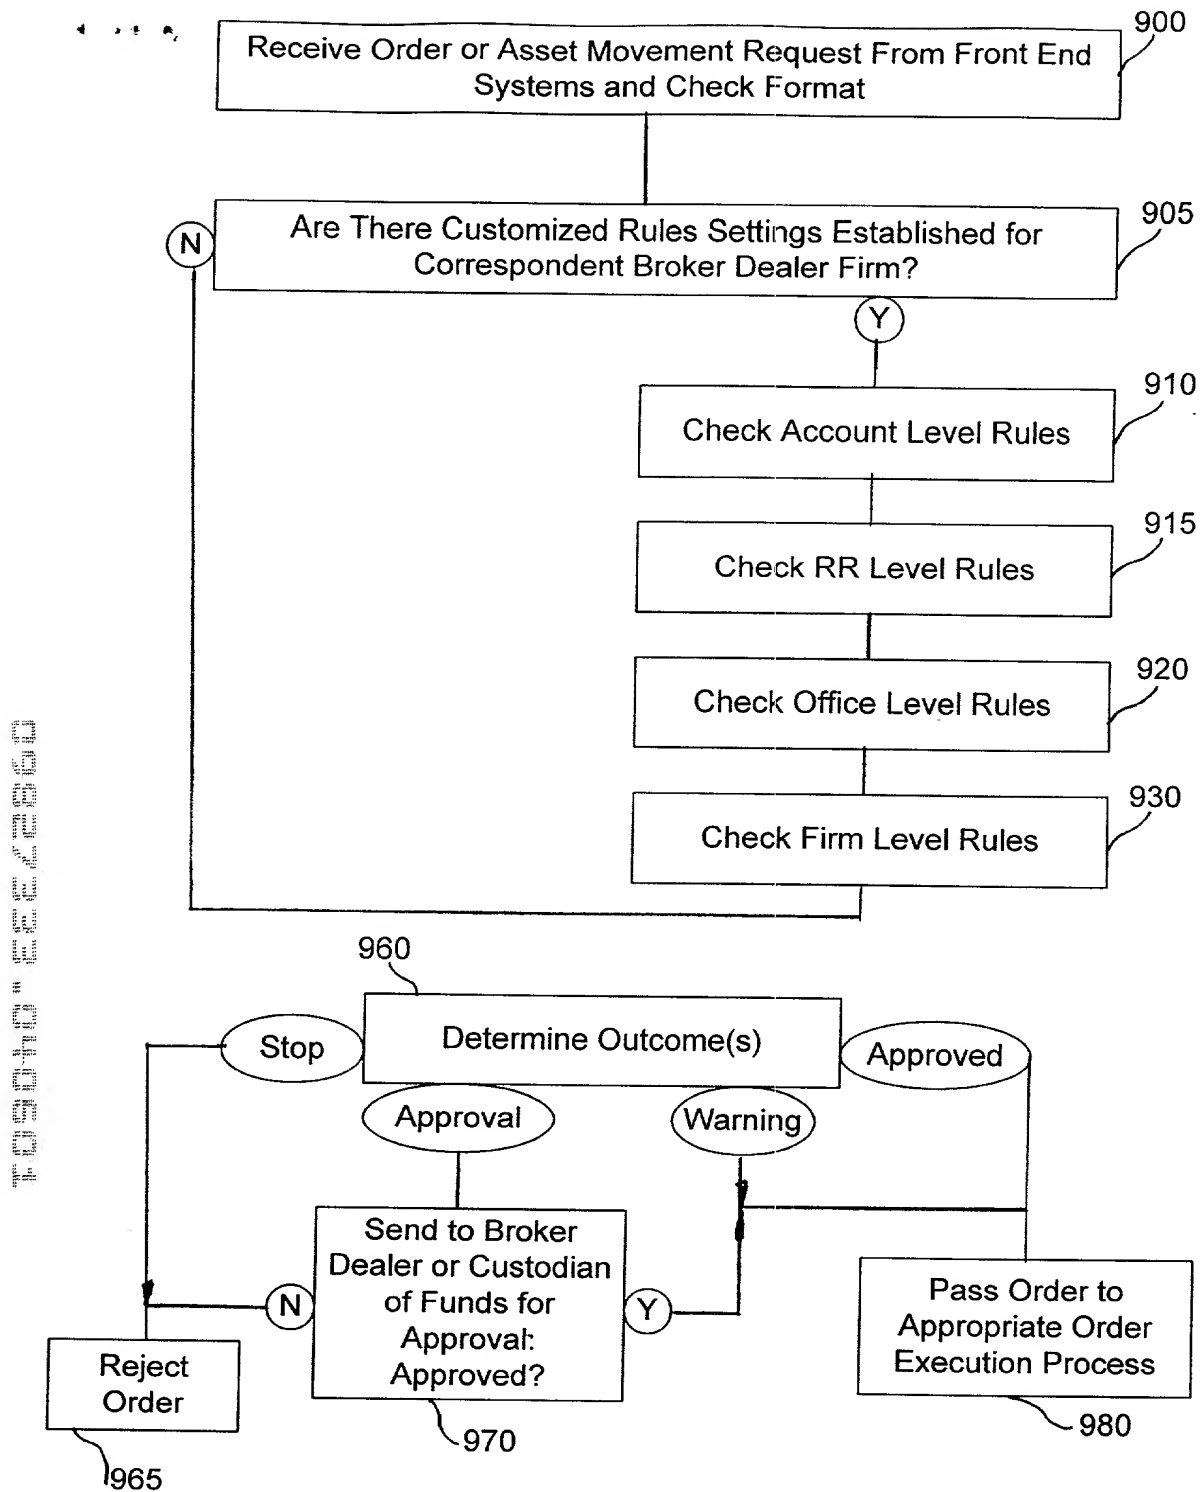 900
Receive Order or Asset Movement Request From Front End
Systems and Check Format
905
N
Are There Customized Rules Settings Established for
Correspondent Broker Dealer Firm?
Y
910
Check Account Level Rules
915
Check RR Level Rules
920
Check Office Level Rules
930
Check Firm Level Rules
960
Stop
Determine Outcome(s)
Approved
Approval
Warning
Send to Broker
Dealer or Custodian
of Funds for
Approval:
Approved?
N
Y
Pass Order to
Appropriate Order
Execution Process
Reject
Order
965
970
980